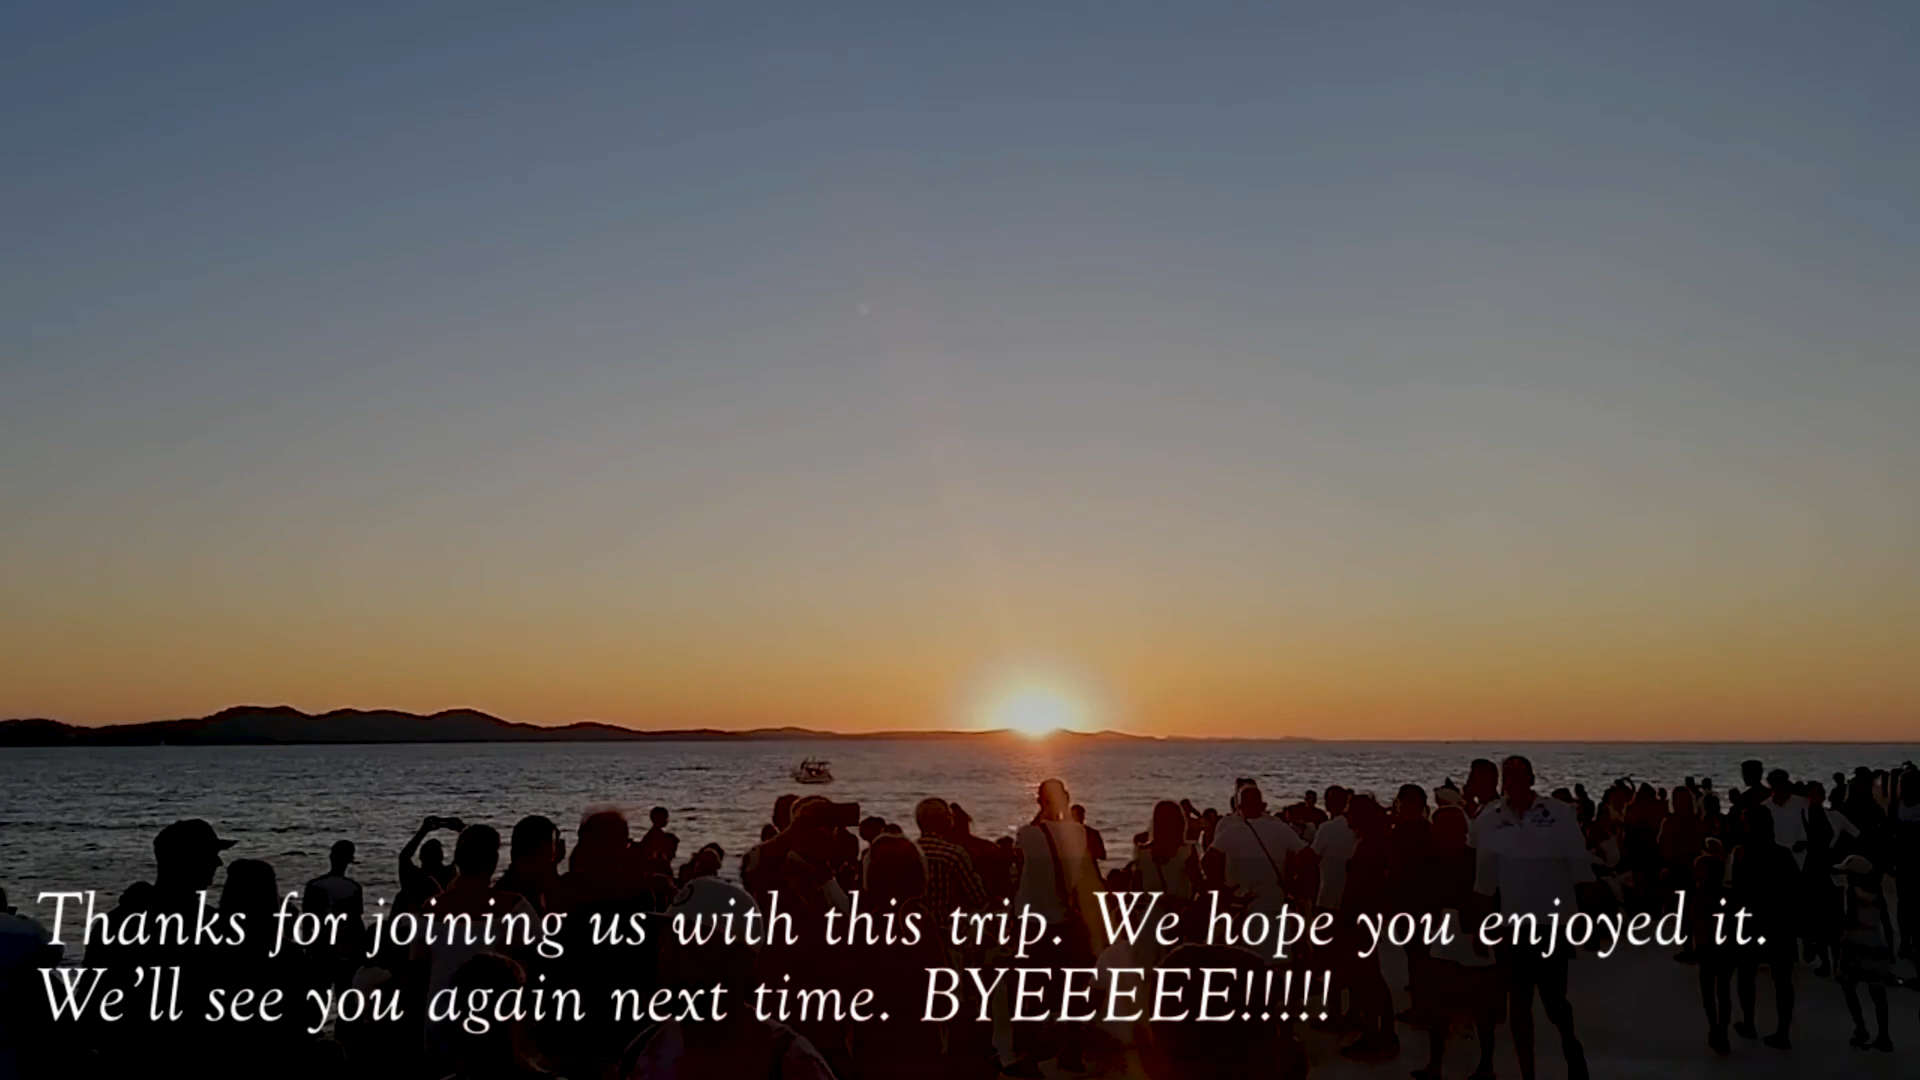 Thanks for joining us with this trip. We hope you enjoyed it.
We’ll see you again next time. BYEEEEE!!!!!